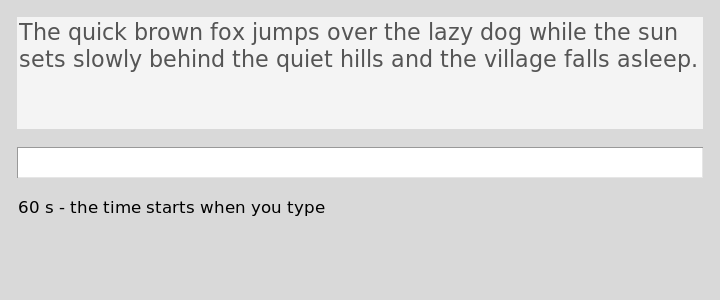 The quick brown fox jumps over the lazy dog while the sun
sets slowly behind the quiet hills and the village falls asleep.
60 s - the time starts when you type